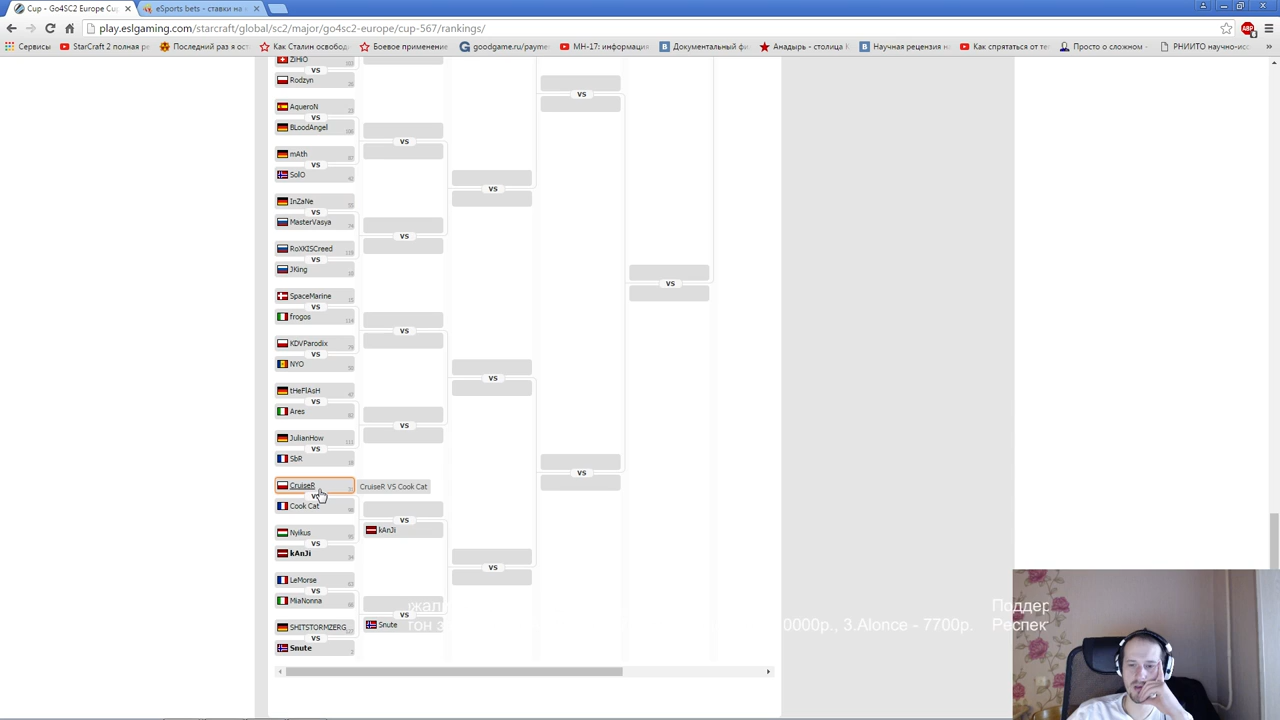 Cup - Go4SC2 Europe Cup
eSports bets - ставки на к
play.eslgaming.com/starcraft/global/sc2/major/go4sc2-europe/cup-567/rankings/
Сервисы StarCraft 2 полная ре Последний раз я ост Как Сталин освобод Боевое применение goodgame.ru/payme МН-17: информация Документальный фи Анадырь - столица К Научная рецензия н Как спрятаться от те Просто о сложном - РНИИТО научно-исс
ZiHiO
VS
Rodzyn
VS
AqueroN
VS
BLoodAngel
VS
mAth
VS
SolO
VS
InZaNe
VS
MasterVasya
VS
RoXKISCreed
VS
JKing
VS
SpaceMarine
VS
frogos
VS
KDVParodix
VS
NYO
VS
tHeFlAsH
VS
Ares
VS
JulianHow
VS
SbR
VS
CruiseR
CruiseR VS Cook Cat
VS
Cook Cat
VS
Nyikus
kAnJi
VS
kAnJi
VS
LeMorse
VS
MiaNonna
VS
SHITSTORMZERG
Snute
VS
Snute
Поддер
0000р., 3.Alonce - 7700р. Респек